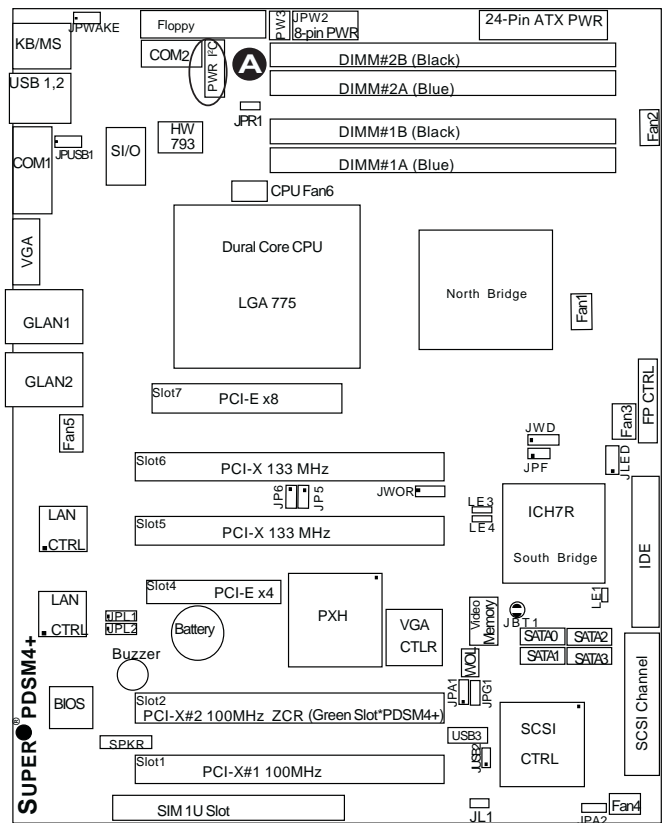 JPWAKE
Floppy
PW3
JPW2
8-pin PWR
24-Pin ATX PWR
KB/MS
COM2
PWR I²C
A
DIMM#2B (Black)
USB 1,2
DIMM#2A (Blue)
JPR1
Fan2
HW
793
DIMM#1B (Black)
JPUSB1
SI/O
COM1
DIMM#1A (Blue)
CPU Fan6
VGA
Dural Core CPU
LGA 775
North Bridge
Fan1
GLAN1
GLAN2
Slot7
PCI-E x8
FP CTRL
Fan5
Fan3
JWD
JPF
JLED
Slot6
PCI-X 133 MHz
JP6
JP5
JWOR
LE3
LE4
ICH7R
South Bridge
IDE
LAN
CTRL
Slot5
PCI-X 133 MHz
Slot4
PCI-E x4
PXH
LE1
LAN
CTRL
JPL1
JPL2
Battery
VGA
CTLR
Video
Memory
JBT1
SATA0
SATA2
SATA1
SATA3
Buzzer
WOL
SCSI Channel
BIOS
JPA1
JPG1
Slot2
PCI-X#2 100MHz ZCR (Green Slot*PDSM4+)
SCSI
CTRL
USB3
JUSB2
SPKR
Slot1
PCI-X#1 100MHz
SUPER® PDSM4+
SIM 1U Slot
JL1
JPA2
Fan4